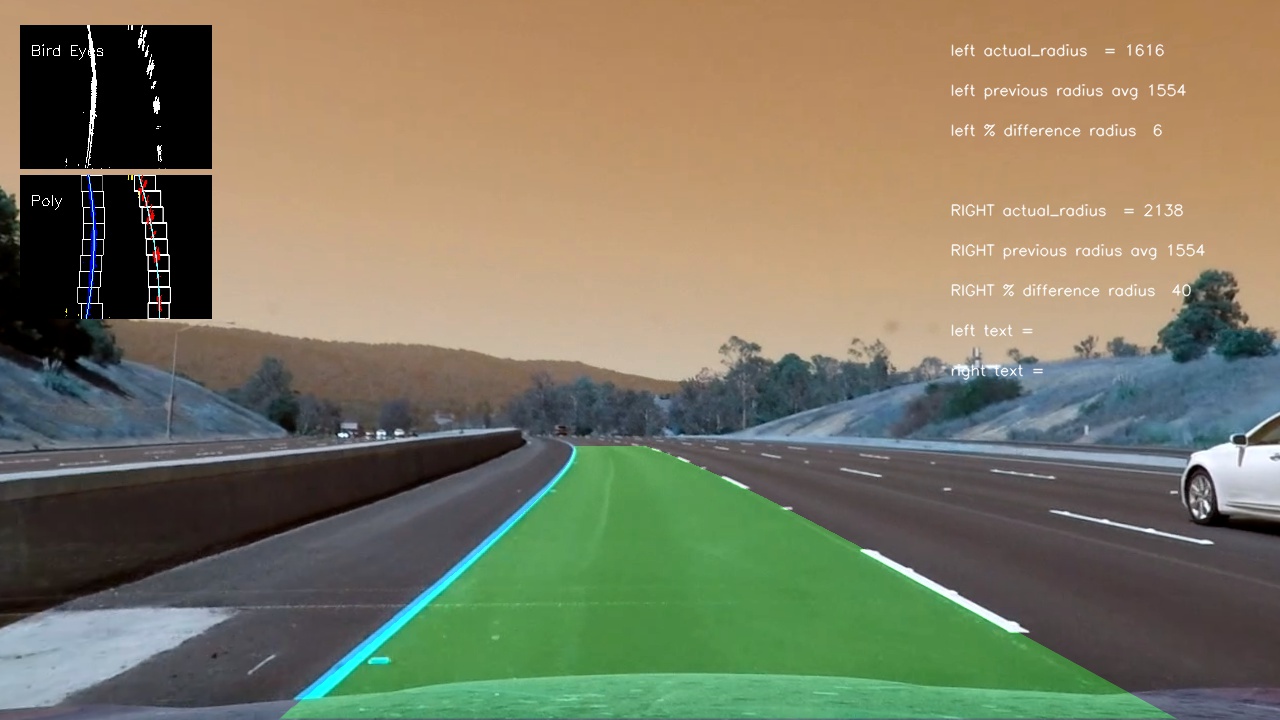 Bird Eyes
Poly
left actual_radius = 1616
left previous radius avg 1554
left % difference radius 6
RIGHT actual_radius = 2138
RIGHT previous radius avg 1554
RIGHT % difference radius 40
left text =
right text =